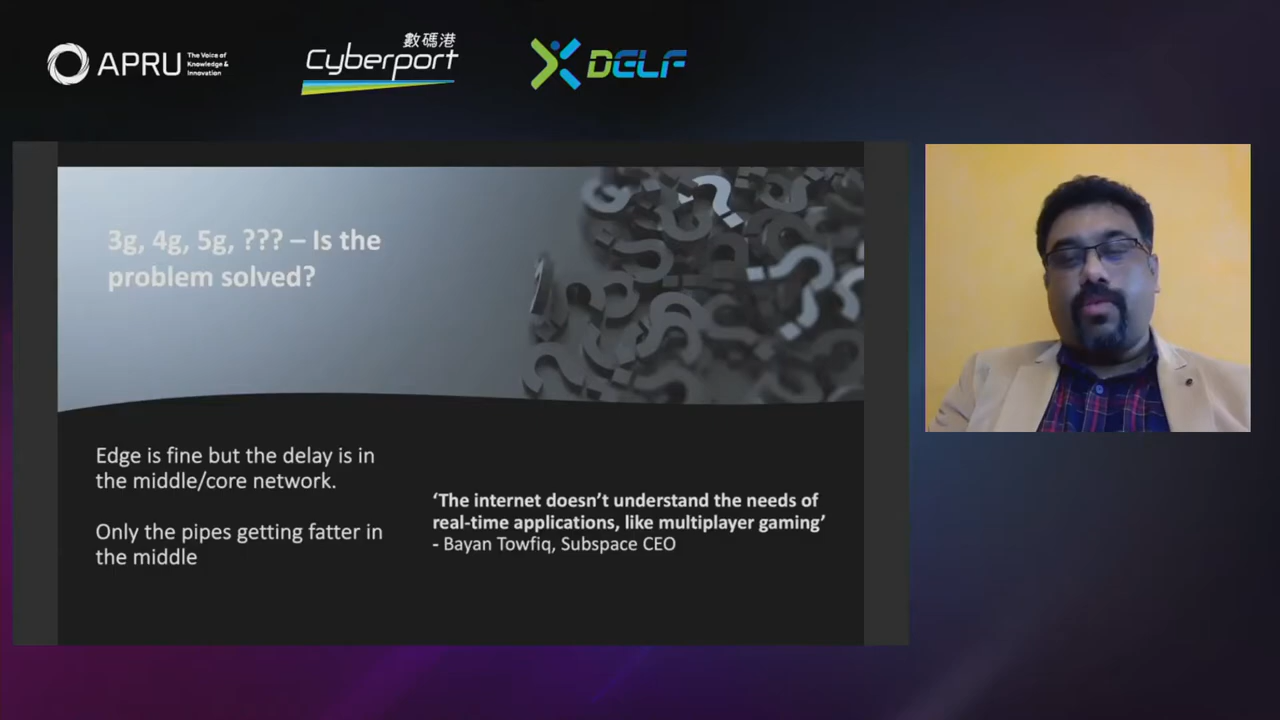 APRU
The Voice of
Knowledge &
Innovation
數碼港
Cyberport
DELF
3g, 4g, 5g, ??? – Is the
problem solved?
Edge is fine but the delay is in
the middle/core network.
Only the pipes getting fatter in
the middle
‘The internet doesn’t understand the needs of
real-time applications, like multiplayer gaming’
- Bayan Towfiq, Subspace CEO